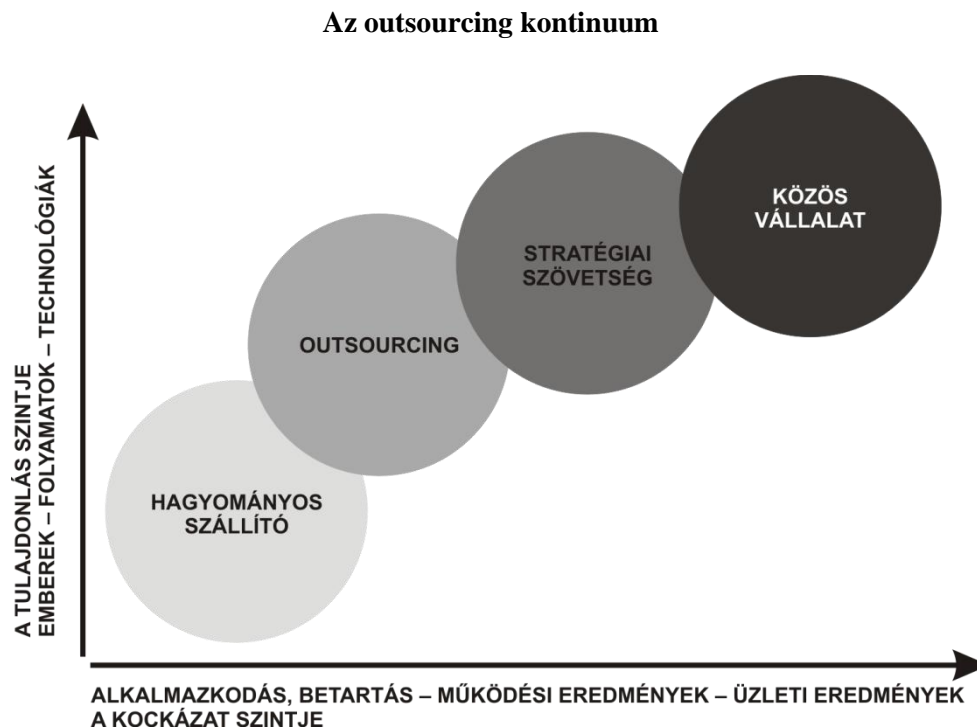 Az outsourcing kontinuum
KÖZÖS
VÁLLALAT
STRATÉGIAI
SZÖVETSÉG
OUTSOURCING
HAGYOMÁNYOS
SZÁLLÍTÓ
A TULAJDONLÁS SZINTJE
EMBEREK – FOLYAMATOK – TECHNOLÓGIÁK
ALKALMAZKODÁS, BETARTÁS – MŰKÖDÉSI EREDMÉNYEK – ÜZLETI EREDMÉNYEK
A KOCKÁZAT SZINTJE